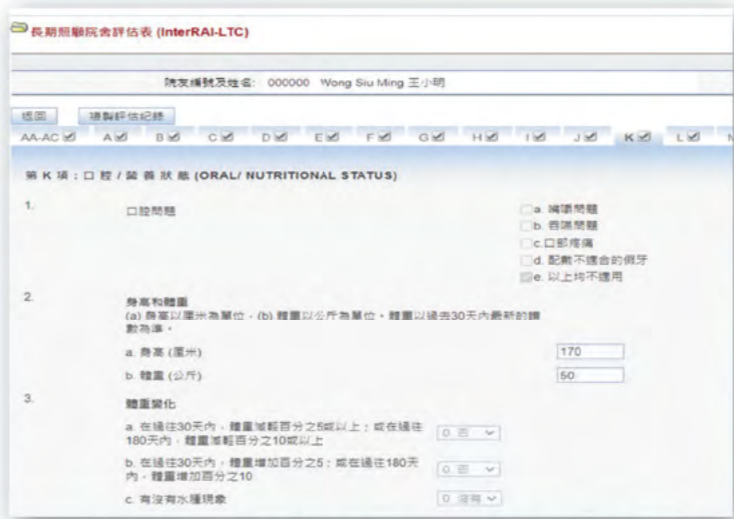 長期照顧院舍評估表 (InterRAI-LTC)
院友編號及姓名: 000000 Wong Siu Ming 王小明
返回 複製評估紀錄
AA-AC A B C D E F G H I J K L
第 K 項 : 口 腔 / 營 養 狀 態 (ORAL/ NUTRITIONAL STATUS)
1. 口腔問題
a. 嘴嚼問題
b. 吞嚥問題
c.口部疼痛
d. 配戴不適合的假牙
e. 以上均不適用
2. 身高和體重
(a) 身高以厘米為單位，(b) 體重以公斤為單位。體重以過去30天內最新的讀
數為準。
a. 身高 (厘米) 170
b. 體重 (公斤) 50
3. 體重變化
a. 在過往30天內，體重減輕百分之5或以上；或在過往
180天內，體重減輕百分之10或以上
0 否
b. 在過往30天內，體重增加百分之5；或在過往180天
內，體重增加百分之10
0 否
c. 有沒有水腫現象 0 沒有